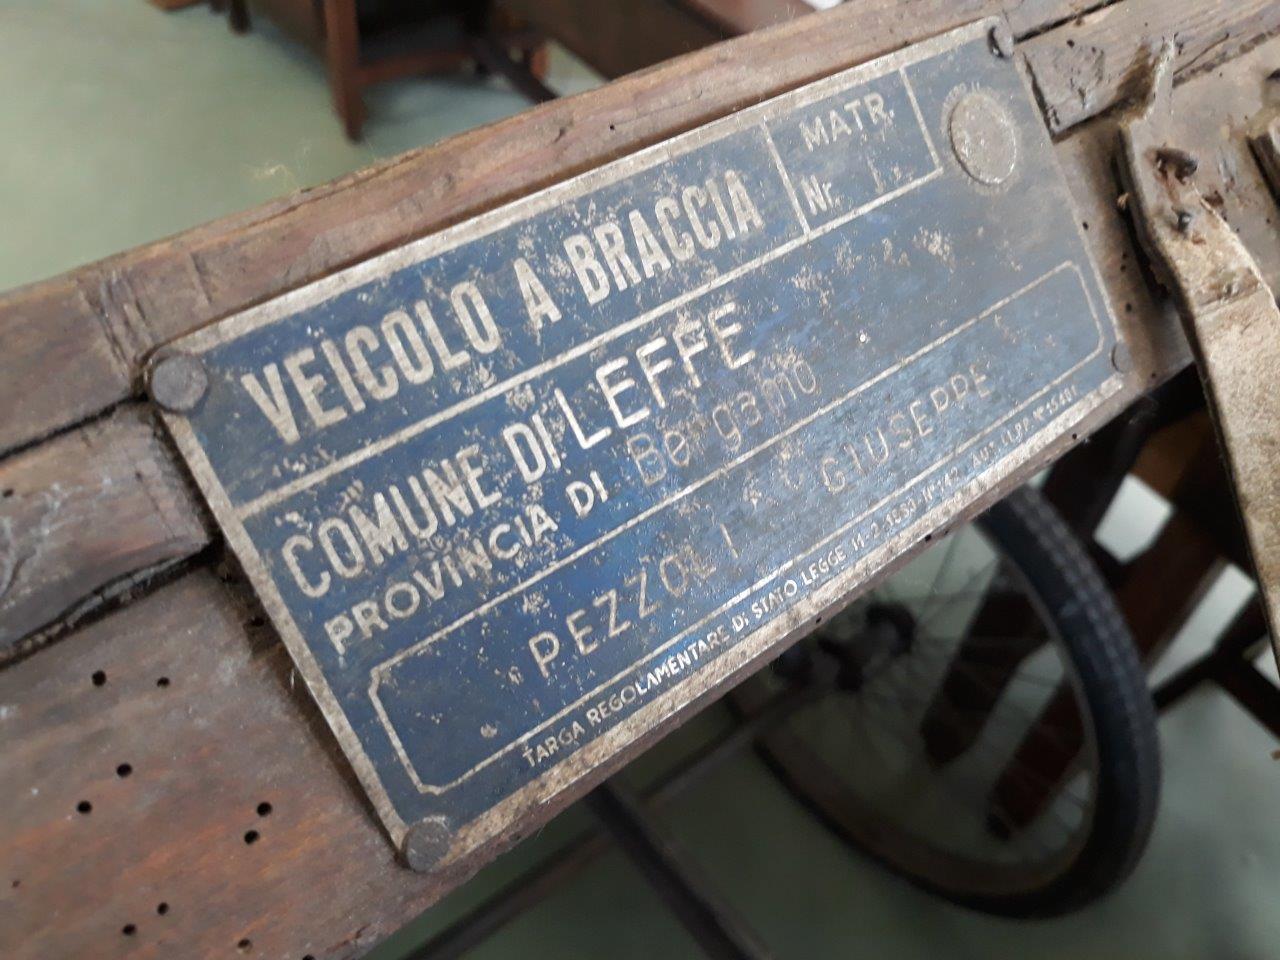 VEICOLO A BRACCIA
MATR.
Nr.
COMUNE DI LEFFE
PROVINCIA DI Bergamo
PEZZOLI GIUSEPPE
TARGA REGOLAMENTARE DI STATO LEGGE